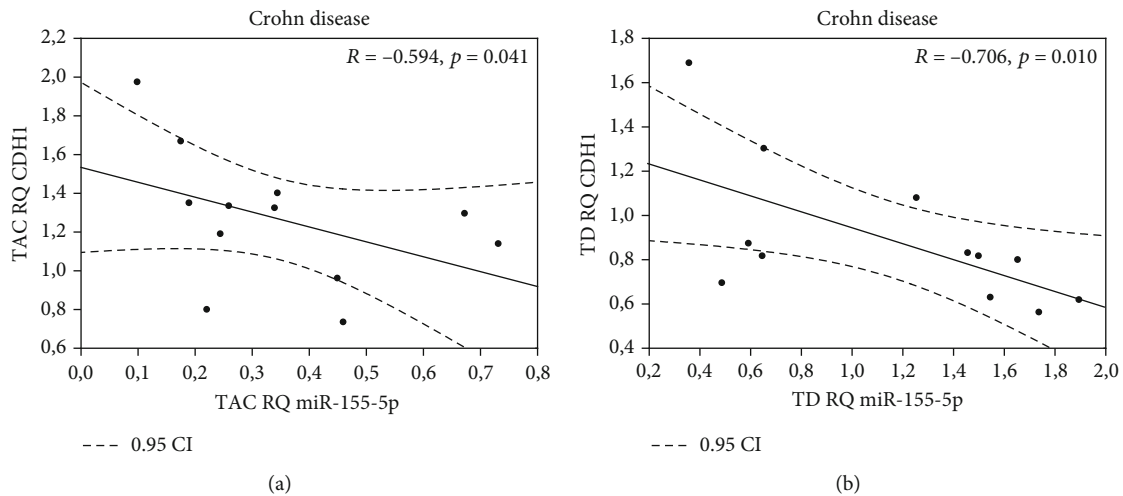 Crohn disease
R = –0.594, p = 0.041
TAC RQ CDH1
2,2
2,0
1,8
1,6
1,4
1,2
1,0
0,8
0,6
0,0 0,1 0,2 0,3 0,4 0,5 0,6 0,7 0,8
TAC RQ miR-155-5p
0.95 CI
(a)
Crohn disease
R = –0.706, p = 0.010
TD RQ CDH1
1,8
1,6
1,4
1,2
1,0
0,8
0,6
0,4
0,2 0,4 0,6 0,8 1,0 1,2 1,4 1,6 1,8 2,0
TD RQ miR-155-5p
0.95 CI
(b)